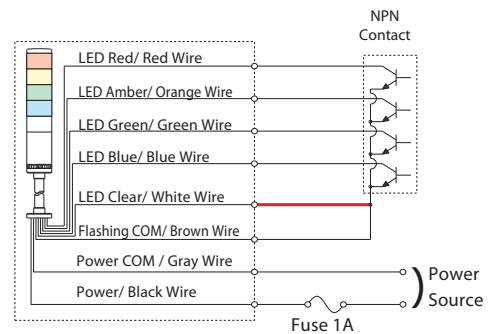 NPN
Contact
LED Red/ Red Wire
LED Amber/ Orange Wire
LED Green/ Green Wire
LED Blue/ Blue Wire
LED Clear/ White Wire
Flashing COM/ Brown Wire
Power COM / Gray Wire
Power/ Black Wire
Power
Source
Fuse 1A